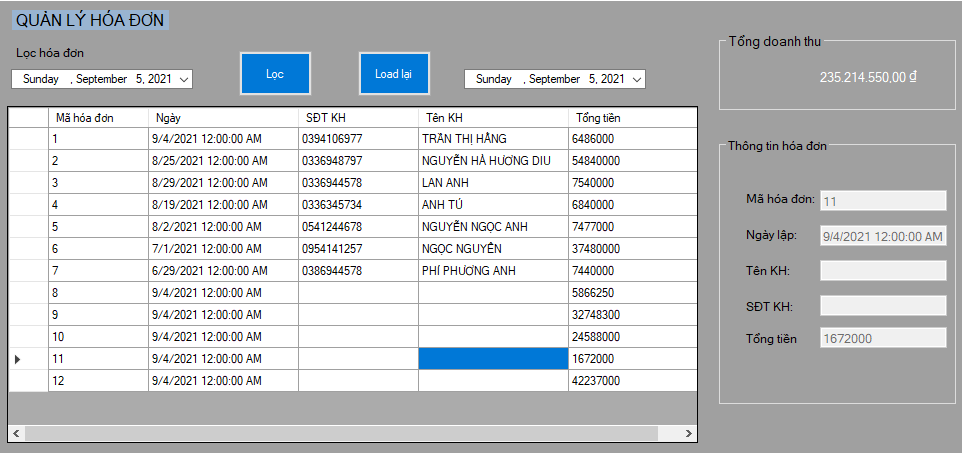 QUẢN LÝ HÓA ĐƠN
Lọc hóa đơn
Sunday , September 5, 2021
Lọc
Load lại
Sunday , September 5, 2021
Tổng doanh thu
235.214.550,00 ₫
Mã hóa đơn Ngày SĐT KH Tên KH Tổng tiền
1 9/4/2021 12:00:00 AM 0394106977 TRẦN THỊ HẰNG 6486000
2 8/25/2021 12:00:00 AM 0336948797 NGUYỄN HÀ HƯƠNG DIU 54840000
3 8/29/2021 12:00:00 AM 0336944578 LAN ANH 7540000
4 8/19/2021 12:00:00 AM 0336345734 ANH TÚ 6840000
5 8/2/2021 12:00:00 AM 0541244678 NGUYỄN NGỌC ANH 7477000
6 7/1/2021 12:00:00 AM 0954141257 NGỌC NGUYÊN 37480000
7 6/29/2021 12:00:00 AM 0386944578 PHÍ PHƯƠNG ANH 7440000
8 9/4/2021 12:00:00 AM 5866250
9 9/4/2021 12:00:00 AM 32748300
10 9/4/2021 12:00:00 AM 24588000
11 9/4/2021 12:00:00 AM 1672000
12 9/4/2021 12:00:00 AM 42237000
Thông tin hóa đơn
Mã hóa đơn: 11
Ngày lập: 9/4/2021 12:00:00 AM
Tên KH:
SĐT KH:
Tổng tiền 1672000